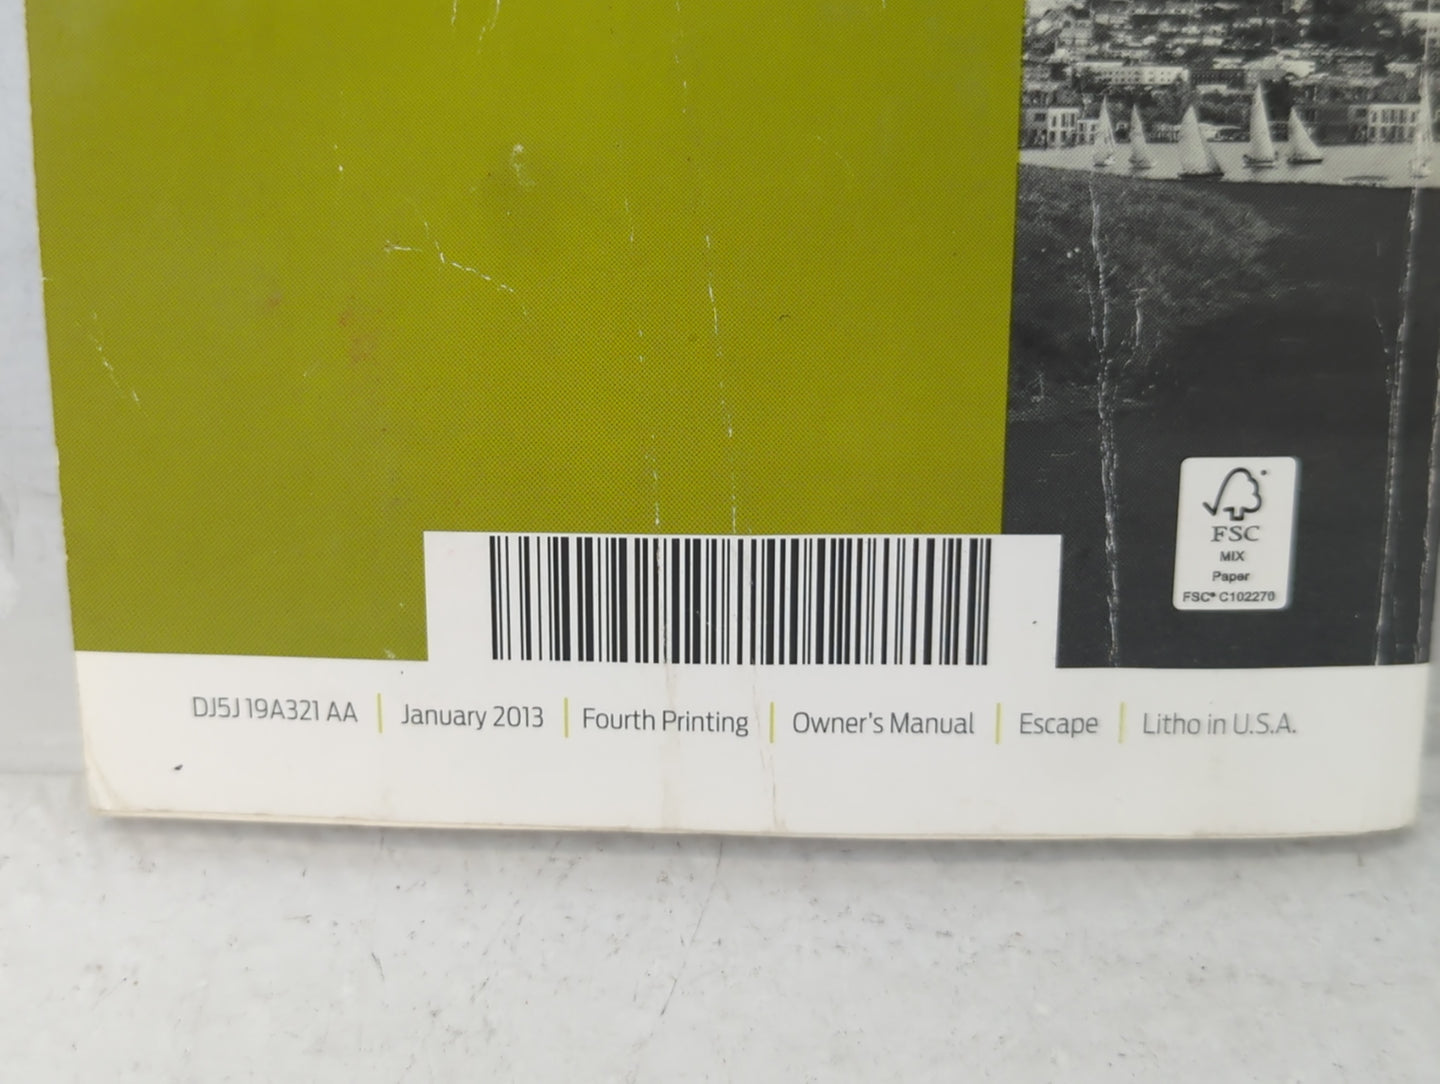 FSC
MIX
Paper
FSC® C102270
DJ5J 19A321 AA | January 2013 | Fourth Printing | Owner's Manual | Escape | Litho in U.S.A.